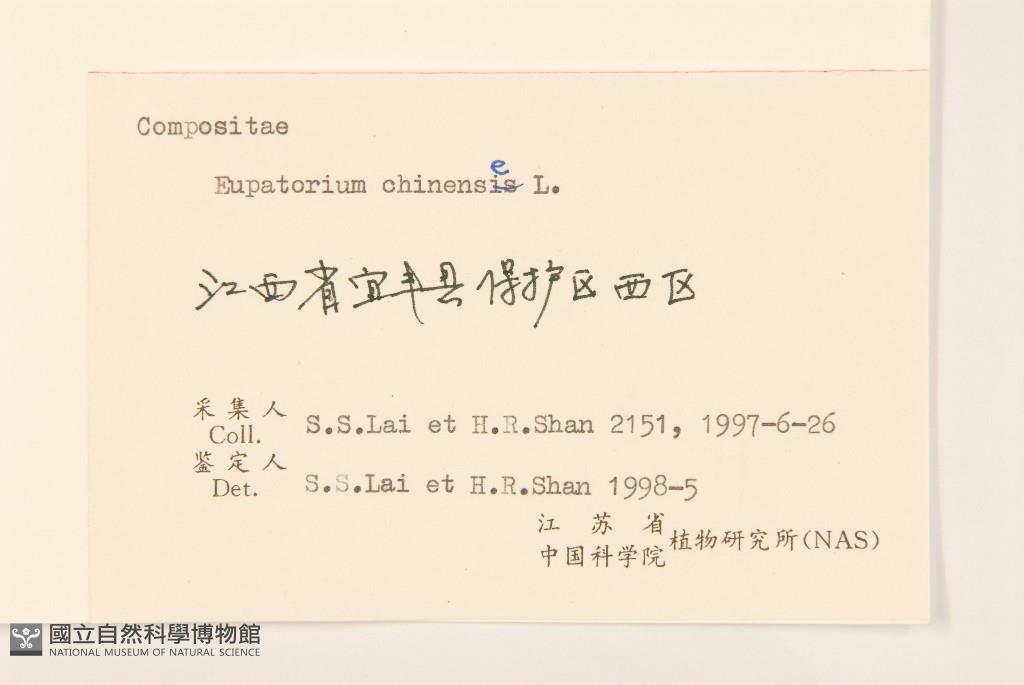 Compositae
e
Eupatorium chinensis L.
江西省宜丰县保护区西区
采集人
Coll.
S.S.Lai et H.R.Shan 2151, 1997-6-26
鉴定人
Det.
S.S.Lai et H.R.Shan 1998-5
江苏省
中国科学院
植物研究所(NAS)
國立自然科學博物館
NATIONAL MUSEUM OF NATURAL SCIENCE